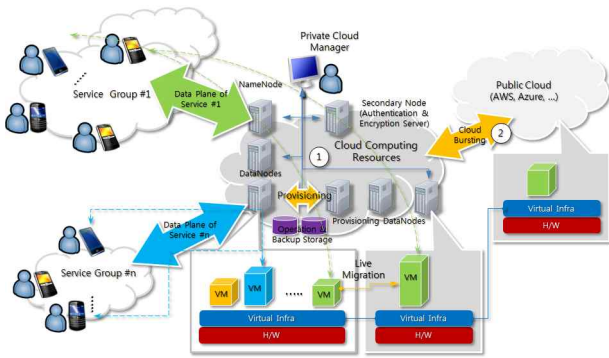 Private Cloud
Manager
Service Group #1
Data Plane of
Service #1
NameNode
Secondary Node
(Authentication &
Encryption Server)
Public Cloud
(AWS, Azure, ...)
Cloud
Bursting
2
1
Cloud Computing
Resources
DataNodes
Provisioning
Data Plane of
Service #n
Operation &
Backup Storage
Provisioning DataNodes
Service Group #n
Live
Migration
VM
VM
.....
VM
VM
Virtual Infra
H/W
Virtual Infra
H/W
Virtual Infra
H/W